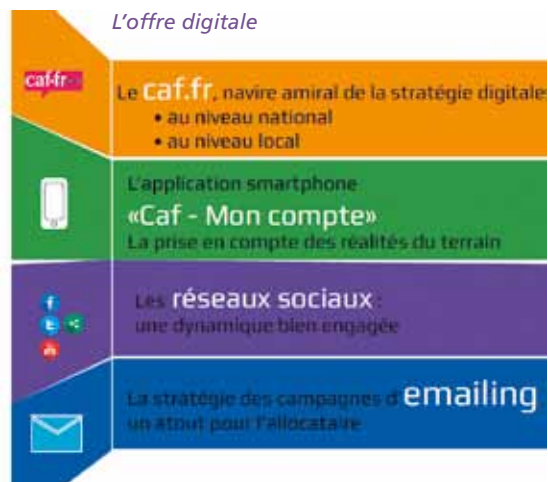 L'offre digitale
caf.fr
Le caf.fr, navire amiral de la stratégie digitale
• au niveau national
• au niveau local
L'application smartphone
«Caf - Mon compte»
La prise en compte des réalités du terrain
Les réseaux sociaux :
une dynamique bien engagée
La stratégie des campagnes d'emailing
un atout pour l'allocataire